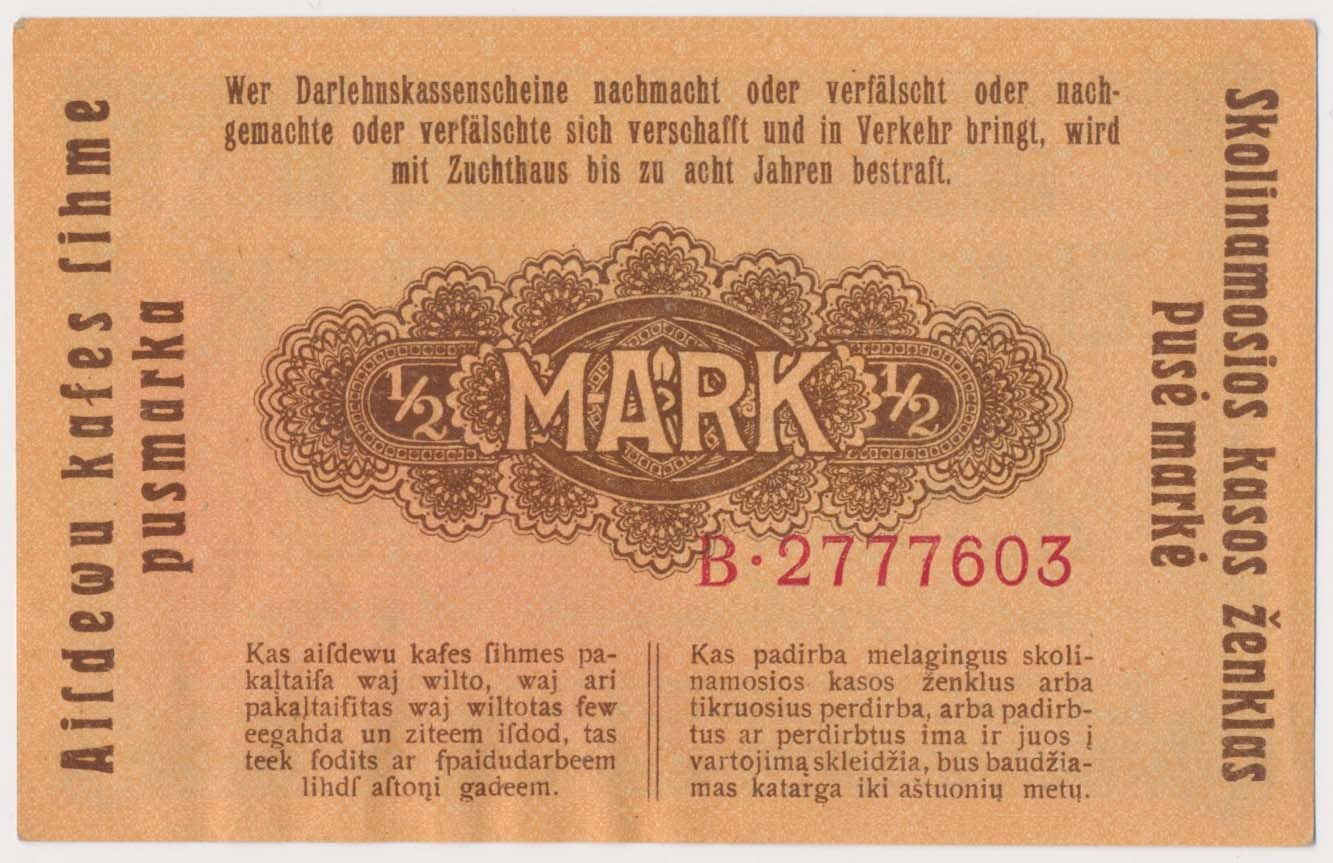 Wer Darlehnskassenscheine nachmacht oder verfälscht oder nach-
gemachte oder verfälschte sich verschafft und in Verkehr bringt, wird
mit Zuchthaus bis zu acht Jahren bestraft.
Aiſdewu kaſes ſihme
pusmarka
½ MARK ½
B·2777603
Skolinamosios kasos ženklas
pusė markė
Kas aiſdewu kaſes ſihmes pa-
kaļtaiſa waj wilto, waj ari
pakaļtaiſitas waj wiltotas ſew
eegahda un ziteem iſdod, tas
teek ſodits ar ſpaidudarbeem
lihdſ aſtoņi gadeem.
Kas padirba melagingus skoli-
namosios kasos ženklus arba
tikruosius perdirba, arba padirb-
tus ar perdirbtus ima ir juos į
vartojimą skleidžia, bus baudžia-
mas katarga iki aštuonių metų.